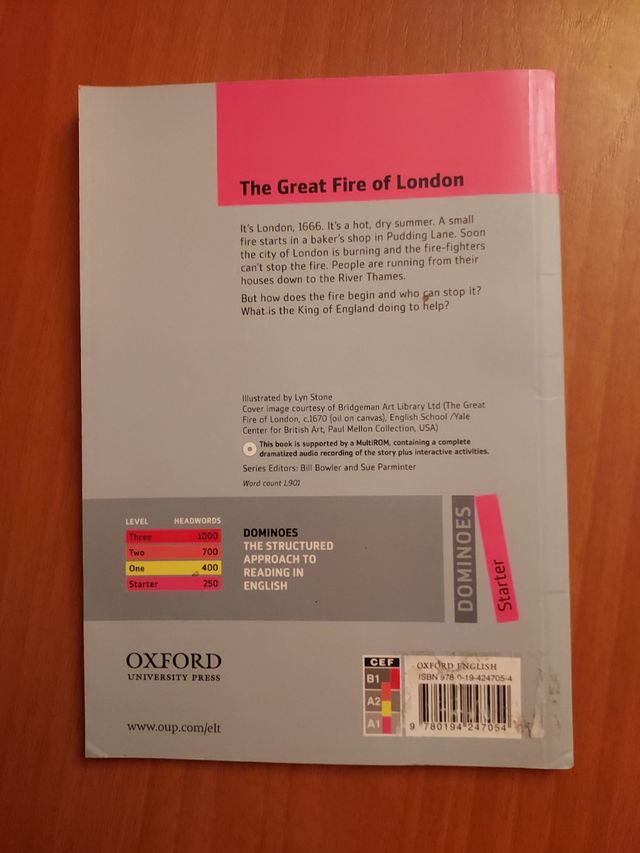 The Great Fire of London
It's London, 1666. It's a hot, dry summer. A small
fire starts in a baker's shop in Pudding Lane. Soon
the city of London is burning and the fire-fighters
can't stop the fire. People are running from their
houses down to the River Thames.
But how does the fire begin and who can stop it?
What is the King of England doing to help?
Illustrated by Lyn Stone
Cover image courtesy of Bridgeman Art Library Ltd (The Great
Fire of London, c.1670 (oil on canvas), English School /Yale
Center for British Art, Paul Mellon Collection, USA)
This book is supported by a MultiROM, containing a complete
dramatized audio recording of the story plus interactive activities.
Series Editors: Bill Bowler and Sue Parminter
Word count 1,901
LEVEL HEADWORDS
Three 1000
Two 700
One 400
Starter 250
DOMINOES
THE STRUCTURED
APPROACH TO
READING IN
ENGLISH
DOMINOES
Starter
OXFORD
UNIVERSITY PRESS
www.oup.com/elt
CEF
B1
A2
A1
OXFORD ENGLISH
ISBN 978-0-19-424705-4
9 780194 247054